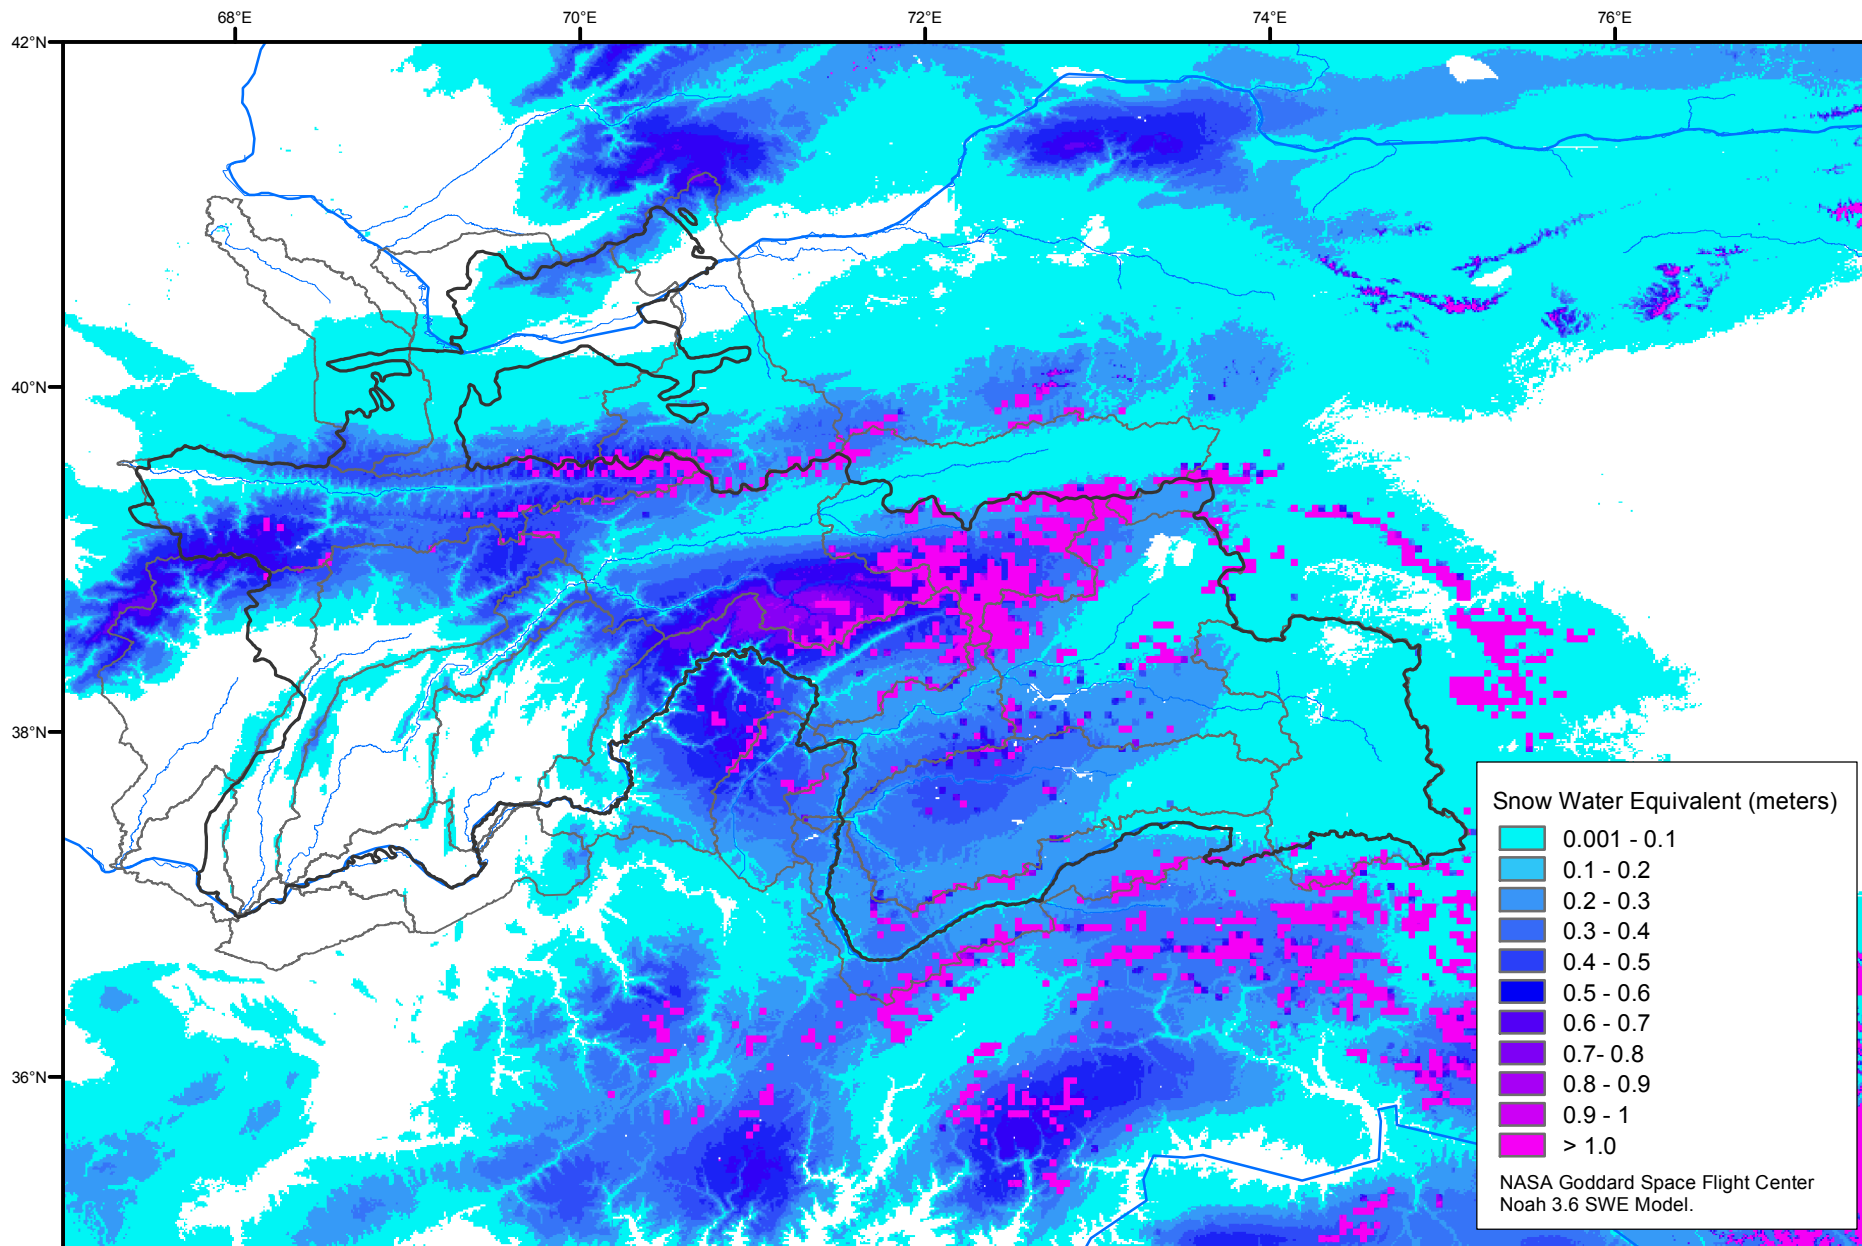 68°E
70°E
72°E
74°E
76°E
42°N
40°N
38°N
36°N
Snow Water Equivalent (meters)
0.001 - 0.1
0.1 - 0.2
0.2 - 0.3
0.3 - 0.4
0.4 - 0.5
0.5 - 0.6
0.6 - 0.7
0.7- 0.8
0.8 - 0.9
0.9 - 1
> 1.0
NASA Goddard Space Flight Center
Noah 3.6 SWE Model.